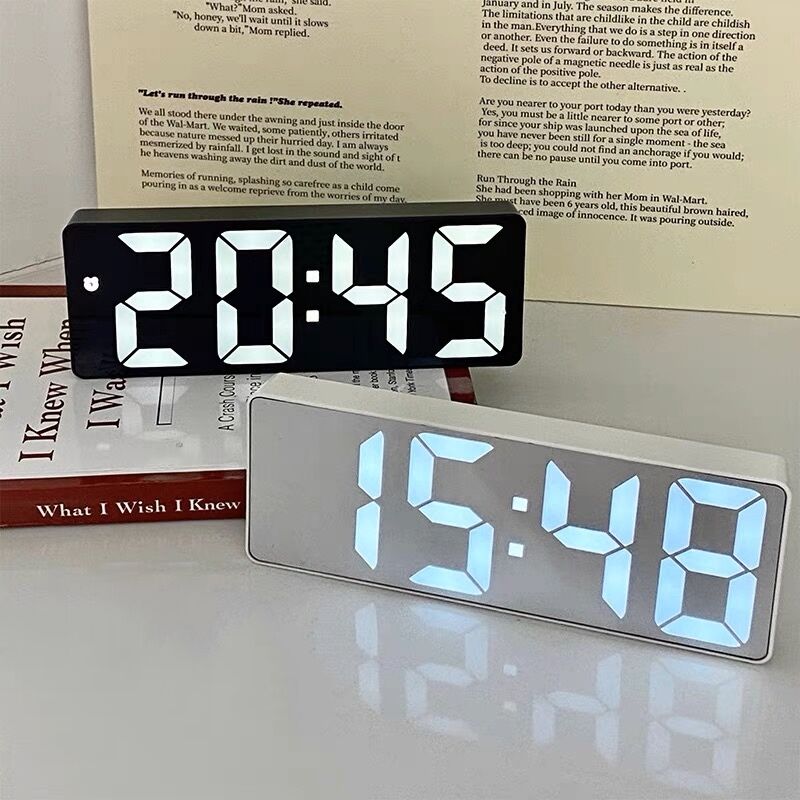 the rain," she said.
"What?" Mom asked.
"No, honey, we'll wait until it slows
down a bit," Mom replied.
"Let's run through the rain !"She repeated.
We all stood there under the awning and just inside the door
of the Wal-Mart. We waited, some patiently, others irritated
because nature messed up their hurried day. I am always
mesmerized by rainfall. I get lost in the sound and sight of t
he heavens washing away the dirt and dust of the world.
Memories of running, splashing so carefree as a child come
pouring in as a welcome reprieve from the worries of my day.
January and in July. The season makes the difference.
The limitations that are childlike in the child are childish
in the man.Everything that we do is a step in one direction
or another. Even the failure to do something is in itself a
deed. It sets us forward or backward. The action of the
negative pole of a magnetic needle is just as real as the
action of the positive pole.
To decline is to accept the other alternative. .
Are you nearer to your port today than you were yesterday?
Yes, you must be a little nearer to some port or other;
for since your ship was launched upon the sea of life,
you have never been still for a single moment - the sea
is too deep; you could not find an anchorage if you would;
there can be no pause until you come into port.
Run Through the Rain
She had been shopping with her Mom in Wal-Mart.
She must have been 6 years old, this beautiful brown haired,
ced image of innocence. It was pouring outside.
20:45
15:48
I Wish
I Knew When
I Wa
A Crash Cours
What I Wish I Knew